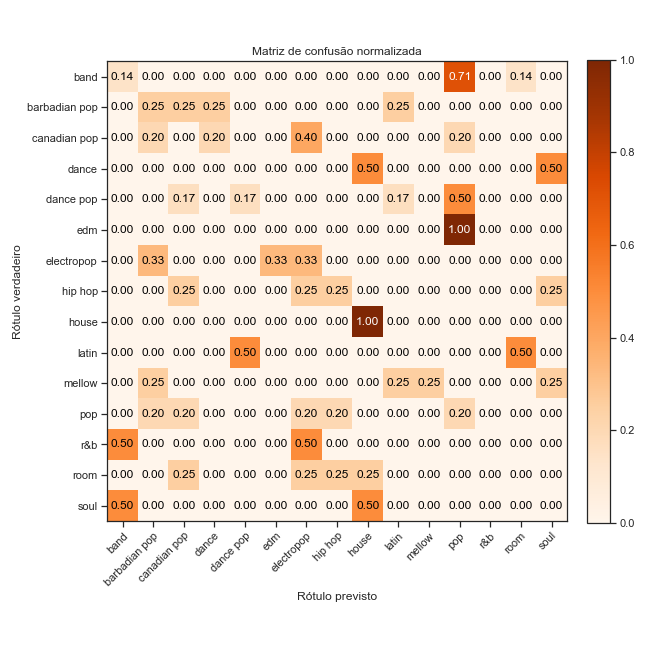 Matriz de confusão normalizada
band 0.14 0.00 0.00 0.00 0.00 0.00 0.00 0.00 0.00 0.00 0.00 0.71 0.00 0.14 0.00
barbadian pop 0.00 0.25 0.25 0.25 0.00 0.00 0.00 0.00 0.00 0.25 0.00 0.00 0.00 0.00 0.00
canadian pop 0.00 0.20 0.00 0.20 0.00 0.00 0.40 0.00 0.00 0.00 0.00 0.20 0.00 0.00 0.00
dance 0.00 0.00 0.00 0.00 0.00 0.00 0.00 0.00 0.50 0.00 0.00 0.00 0.00 0.00 0.50
dance pop 0.00 0.00 0.17 0.00 0.17 0.00 0.00 0.00 0.00 0.17 0.00 0.50 0.00 0.00 0.00
edm 0.00 0.00 0.00 0.00 0.00 0.00 0.00 0.00 0.00 0.00 0.00 1.00 0.00 0.00 0.00
electropop 0.00 0.33 0.00 0.00 0.00 0.33 0.33 0.00 0.00 0.00 0.00 0.00 0.00 0.00 0.00
hip hop 0.00 0.00 0.25 0.00 0.00 0.00 0.25 0.25 0.00 0.00 0.00 0.00 0.00 0.00 0.25
house 0.00 0.00 0.00 0.00 0.00 0.00 0.00 0.00 1.00 0.00 0.00 0.00 0.00 0.00 0.00
latin 0.00 0.00 0.00 0.00 0.50 0.00 0.00 0.00 0.00 0.00 0.00 0.00 0.00 0.50 0.00
mellow 0.00 0.25 0.00 0.00 0.00 0.00 0.00 0.00 0.00 0.25 0.25 0.00 0.00 0.00 0.25
pop 0.00 0.20 0.20 0.00 0.00 0.00 0.20 0.20 0.00 0.00 0.00 0.20 0.00 0.00 0.00
r&b 0.50 0.00 0.00 0.00 0.00 0.00 0.50 0.00 0.00 0.00 0.00 0.00 0.00 0.00 0.00
room 0.00 0.00 0.25 0.00 0.00 0.00 0.25 0.25 0.25 0.00 0.00 0.00 0.00 0.00 0.00
soul 0.50 0.00 0.00 0.00 0.00 0.00 0.00 0.00 0.50 0.00 0.00 0.00 0.00 0.00 0.00
band barbadian pop canadian pop dance dance pop edm electropop hip hop house latin mellow pop r&b room soul
Rótulo previsto
Rótulo verdadeiro
1.0
0.8
0.6
0.4
0.2
0.0